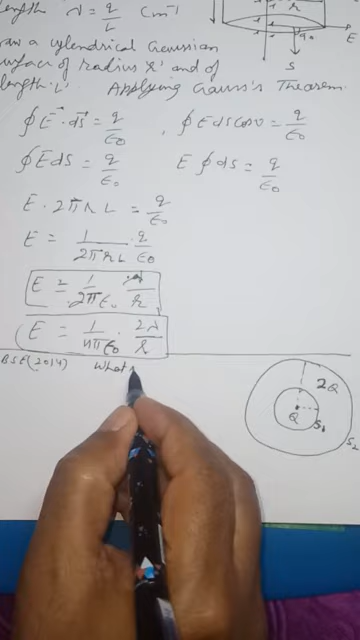 length λ = q/L Cm⁻¹
a cylindrical Gaussian
surface of radius 'r' and of
length 'L'. Applying Gauss's Theorem.
∮E⃗·dS⃗ = q/ε₀ , ∮E dS cos0 = q/ε₀
∮E dS = q/ε₀ E∮dS = q/ε₀
E · 2πrL = q/ε₀
E = 1/2πrL · q/ε₀
E = 1/2πε₀ λ/r
E = 1/4πε₀ · 2λ/r
r
E
90
S
BSE(2014) What
2Q
Q
S₁
S₂